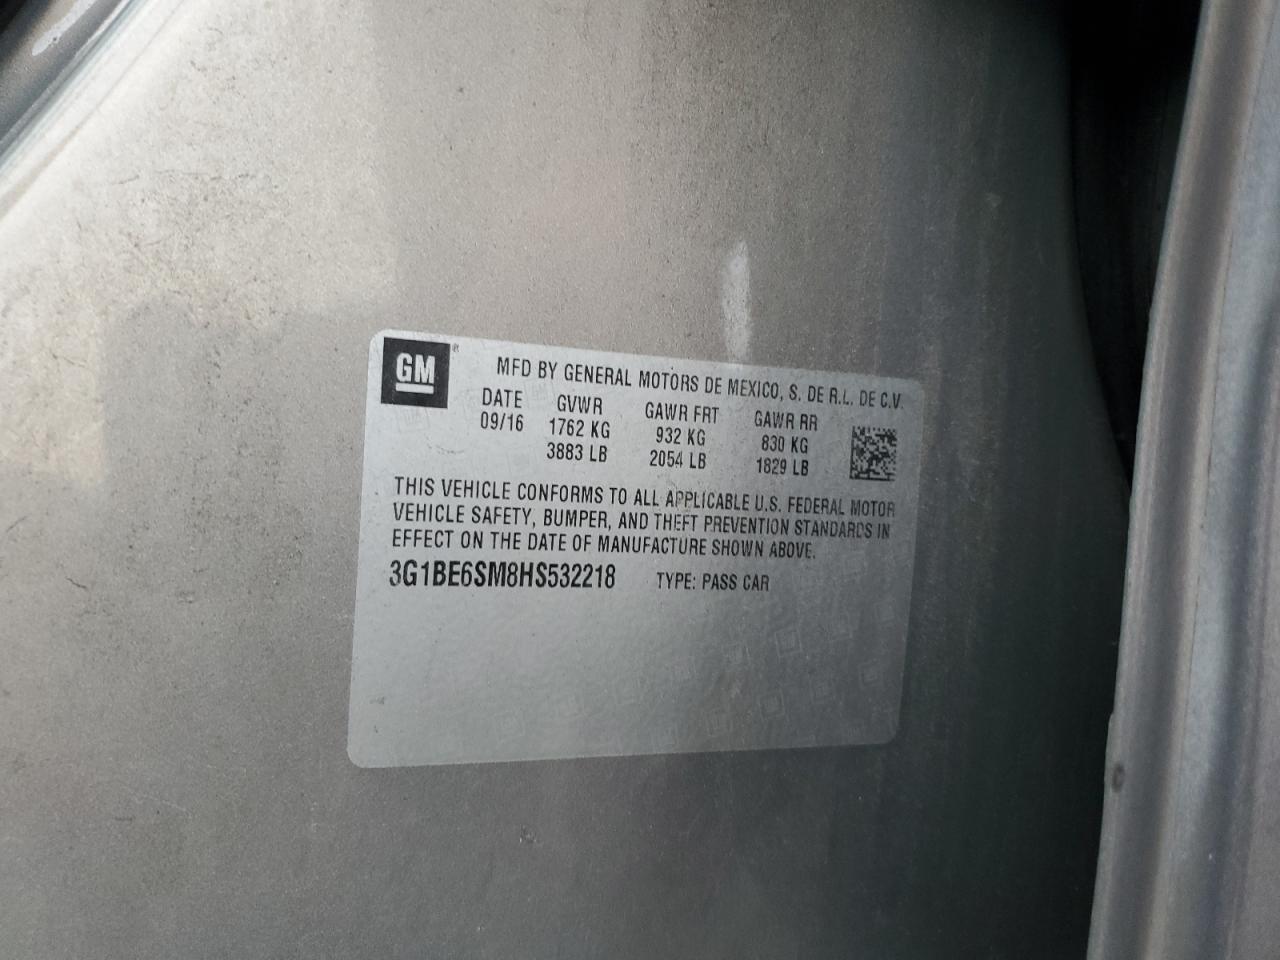 GM®
MFD BY GENERAL MOTORS DE MEXICO, S. DE R.L. DE C.V.
DATE GVWR GAWR FRT GAWR RR
09/16 1762 KG 932 KG 830 KG
3883 LB 2054 LB 1829 LB
THIS VEHICLE CONFORMS TO ALL APPLICABLE U.S. FEDERAL MOTOR
VEHICLE SAFETY, BUMPER, AND THEFT PREVENTION STANDARDS IN
EFFECT ON THE DATE OF MANUFACTURE SHOWN ABOVE.
3G1BE6SM8HS532218 TYPE: PASS CAR